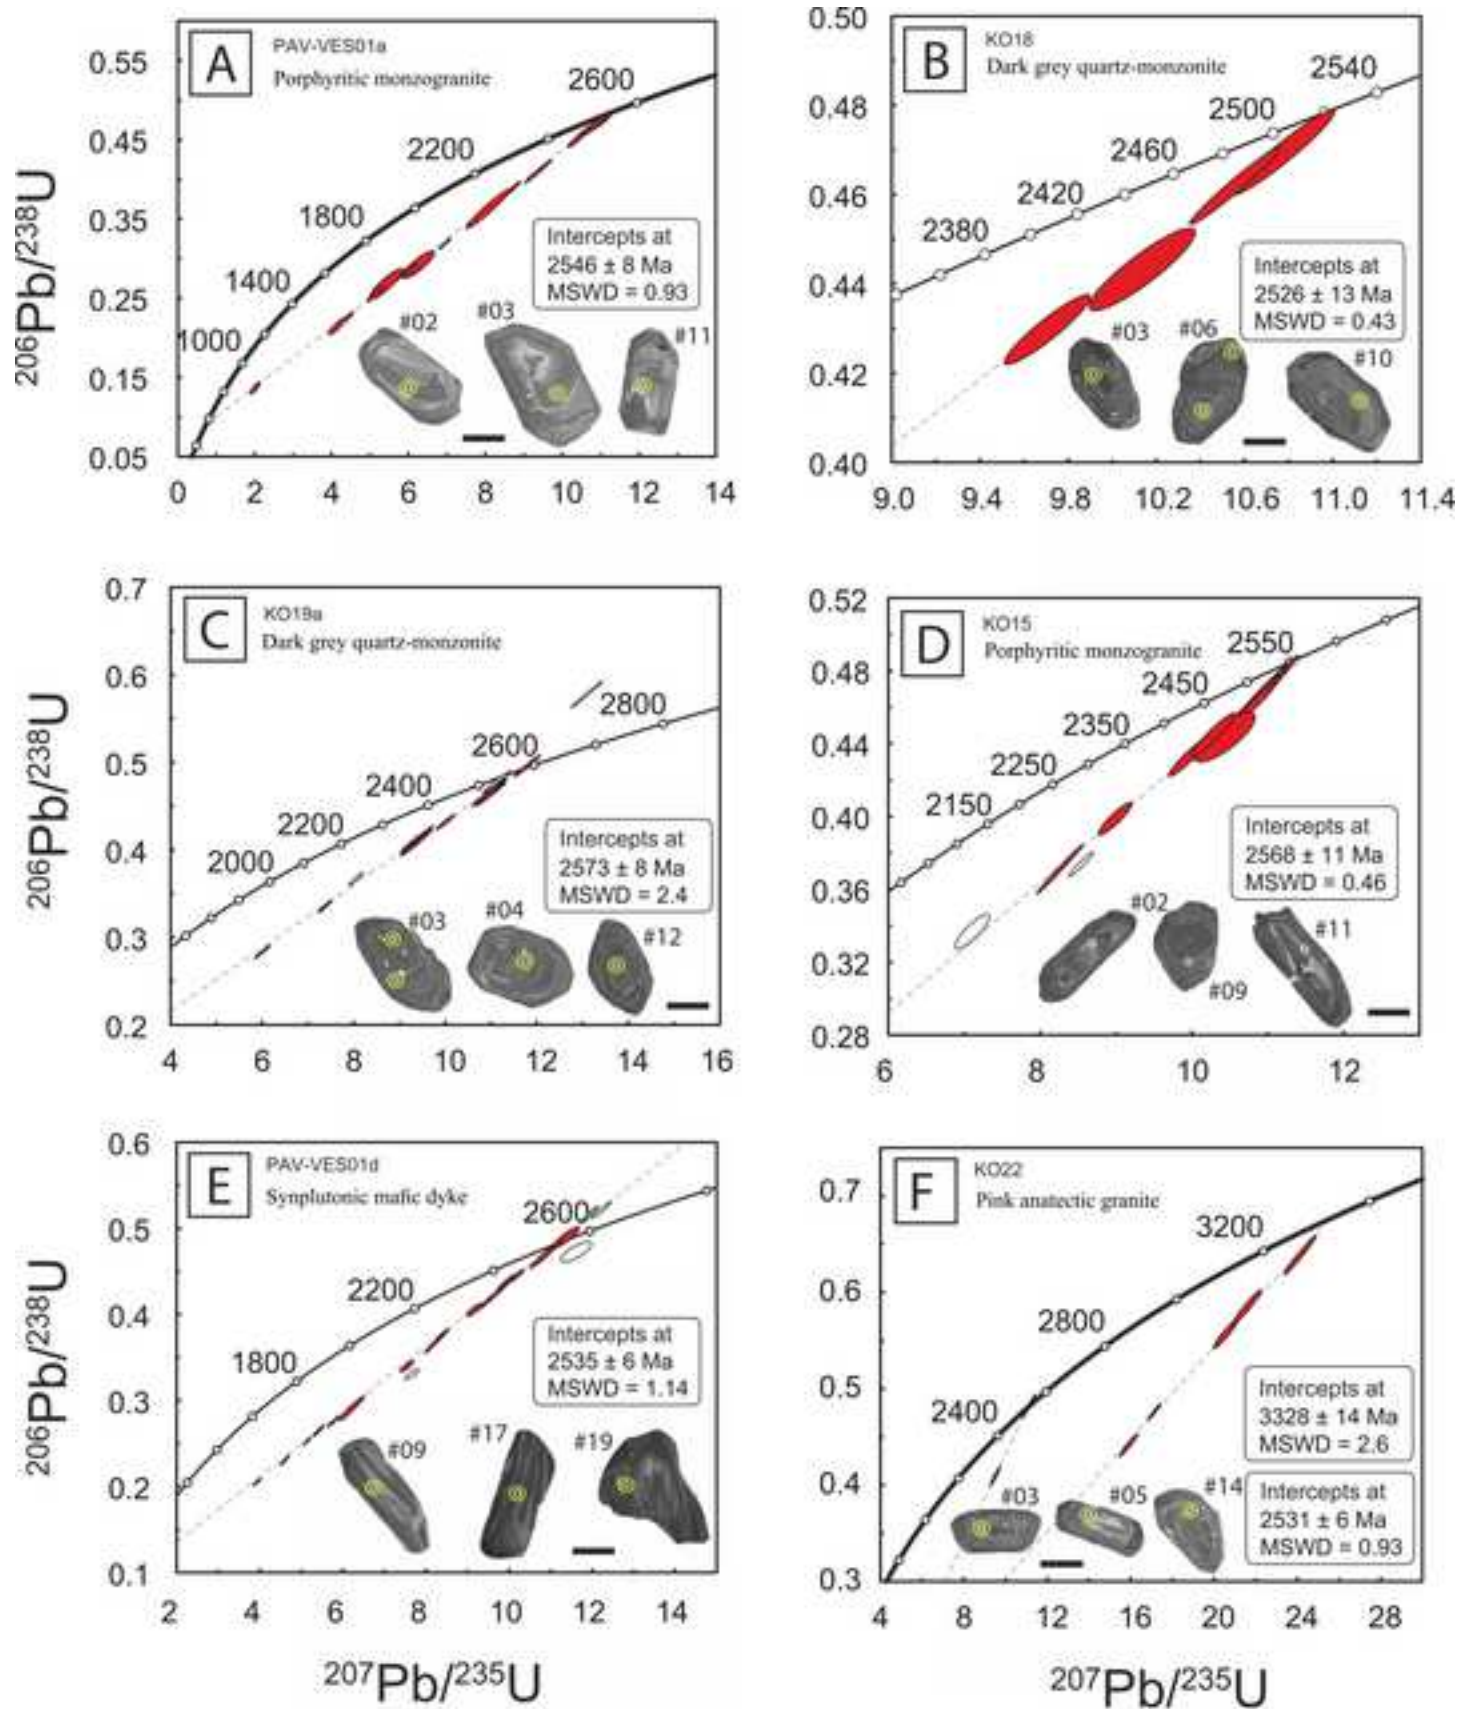 A
PAV-VES01a
Porphyritic monzogranite
²⁰⁶Pb/²³⁸U
0.55
0.45
0.35
0.25
0.15
0.05
0 2 4 6 8 10 12 14
1000
1400
1800
2200
2600
Intercepts at
2546 ± 8 Ma
MSWD = 0.93
#02
#03
#11
B
KO18
Dark grey quartz-monzonite
0.50
0.48
0.46
0.44
0.42
0.40
9.0 9.4 9.8 10.2 10.6 11.0 11.4
2380
2420
2460
2500
2540
Intercepts at
2526 ± 13 Ma
MSWD = 0.43
#03
#06
#10
C
KO19a
Dark grey quartz-monzonite
²⁰⁶Pb/²³⁸U
0.7
0.6
0.5
0.4
0.3
0.2
4 6 8 10 12 14 16
2000
2200
2400
2600
2800
Intercepts at
2573 ± 8 Ma
MSWD = 2.4
#03
#04
#12
D
KO15
Porphyritic monzogranite
0.52
0.48
0.44
0.40
0.36
0.32
0.28
6 8 10 12
2150
2250
2350
2450
2550
Intercepts at
2568 ± 11 Ma
MSWD = 0.46
#02
#09
#11
E
PAV-VES01d
Synplutonic mafic dyke
²⁰⁶Pb/²³⁸U
0.6
0.5
0.4
0.3
0.2
0.1
2 4 6 8 10 12 14
1800
2200
2600
Intercepts at
2535 ± 6 Ma
MSWD = 1.14
#09
#17
#19
²⁰⁷Pb/²³⁵U
F
KO22
Pink anatectic granite
0.7
0.6
0.5
0.4
0.3
4 8 12 16 20 24 28
2400
2800
3200
Intercepts at
3328 ± 14 Ma
MSWD = 2.6
Intercepts at
2531 ± 6 Ma
MSWD = 0.93
#03
#05
#14
²⁰⁷Pb/²³⁵U